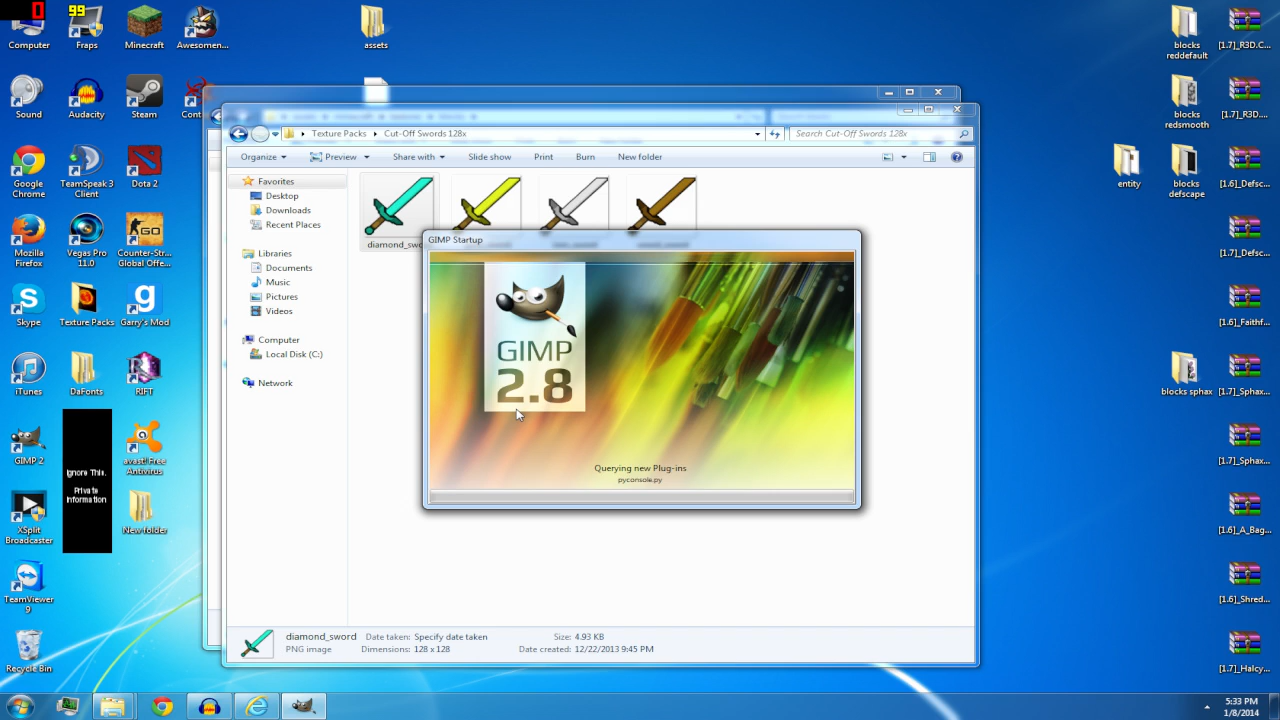 0
99
Computer
Fraps
Minecraft
Awesomen...
assets
blocks
reddefault
[1.7]_R3D.C...
Sound
Audacity
Steam
blocks
redsmooth
[1.7]_R3D....
Google
Chrome
TeamSpeak 3
Client
Dota 2
entity
blocks
defscape
[1.6]_Defsc...
Mozilla
Firefox
Vegas Pro
11.0
GO
Counter-Str...
Global Offe...
[1.7]_Defsc...
Skype
Texture Packs
Garry's Mod
[1.6]_Faithf...
iTunes
DaFonts
RIFT
blocks sphax
[1.7]_Sphax...
GIMP 2
Ignore This.
Private
Information
avast! Free
Antivirus
[1.7]_Sphax...
XSplit
Broadcaster
New folder
[1.6]_A_Bag...
TeamViewer
9
[1.6]_Shred...
Recycle Bin
[1.7]_Halcy...
Texture Packs
Cut-Off Swords 128x
Search Cut-Off Swords 128x
Organize
Preview
Share with
Slide show
Print
Burn
New folder
Favorites
Desktop
Downloads
Recent Places
Libraries
Documents
Music
Pictures
Videos
Computer
Local Disk (C:)
Network
GIMP Startup
GIMP
2.8
Querying new Plug-ins
pyconsole.py
diamond_sword
Date taken: Specify date taken
Size: 4.93 KB
PNG image
Dimensions: 128 x 128
Date created: 12/22/2013 9:45 PM
5:33 PM
1/8/2014